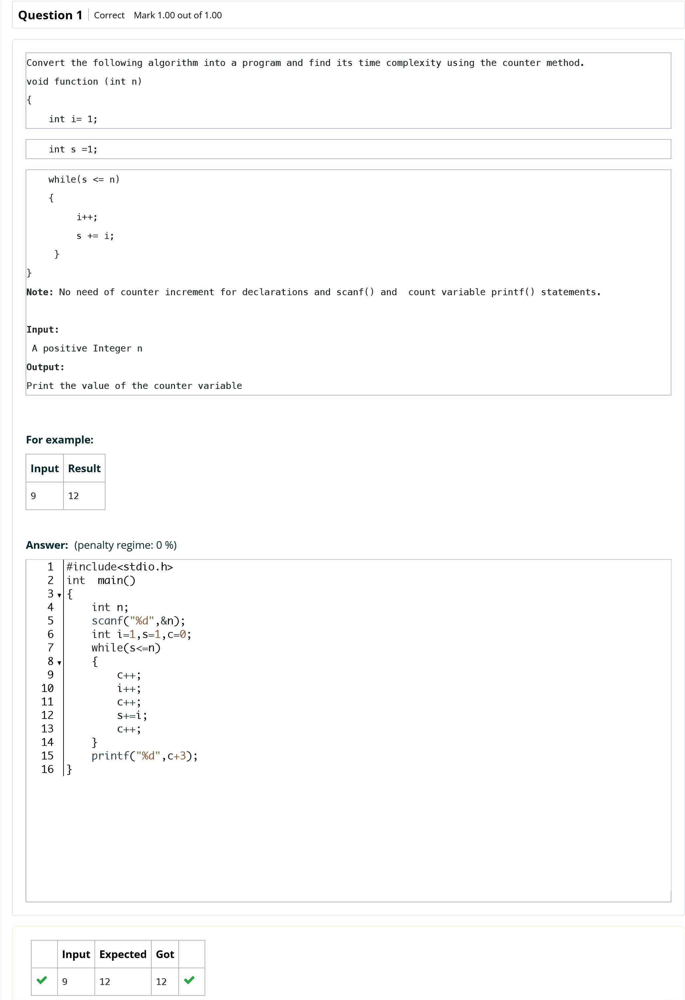 Question 1 Correct Mark 1.00 out of 1.00
Convert the following algorithm into a program and find its time complexity using the counter method.
void function (int n)
{
    int i= 1;
    int s =1;
    while(s <= n)
    {
         i++;
         s += i;
     }
}
Note: No need of counter increment for declarations and scanf() and  count variable printf() statements.
Input:
 A positive Integer n
Output:
Print the value of the counter variable
For example:
Input Result
9 12
Answer: (penalty regime: 0 %)
1 #include<stdio.h>
2 int  main()
3 ▼ {
4     int n;
5     scanf("%d",&n);
6     int i=1,s=1,c=0;
7     while(s<=n)
8 ▼     {
9         c++;
10         i++;
11         c++;
12         s+=i;
13         c++;
14     }
15     printf("%d",c+3);
16 }
Input Expected Got
9 12 12